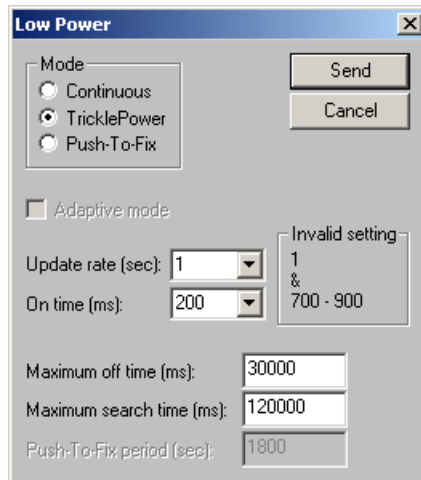 Low Power
Mode
Continuous
TricklePower
Push-To-Fix
Send
Cancel
Adaptive mode
Update rate (sec): 1
On time (ms): 200
Invalid setting
1
&
700 - 900
Maximum off time (ms): 30000
Maximum search time (ms): 120000
Push-To-Fix period (sec): 1800